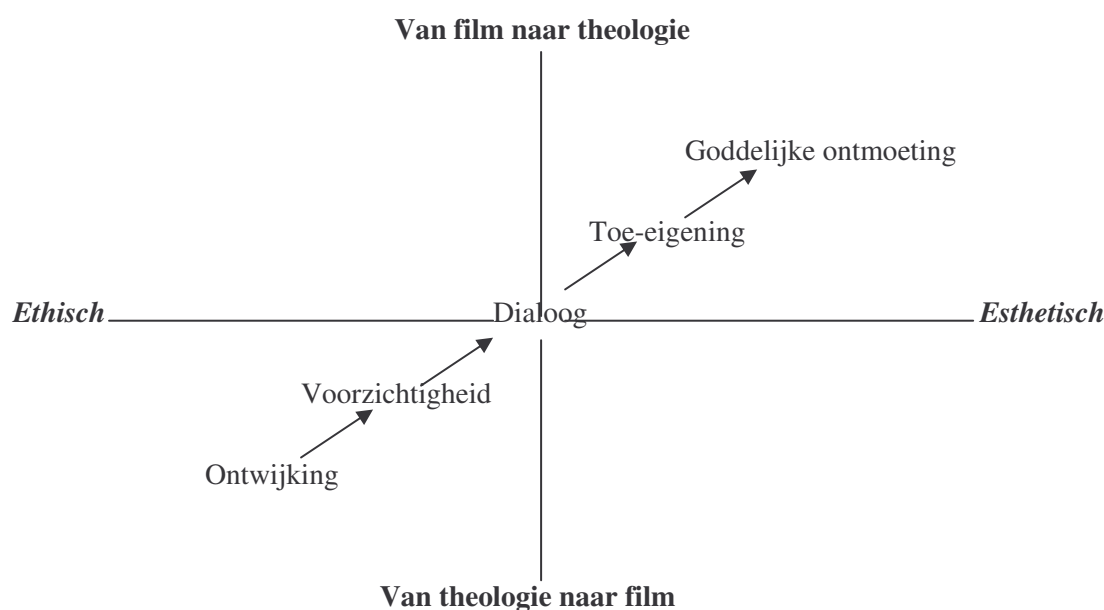 Van film naar theologie
Goddelijke ontmoeting
Toe-eigening
Ethisch Dialoog Esthetisch
Voorzichtigheid
Ontwijking
Van theologie naar film